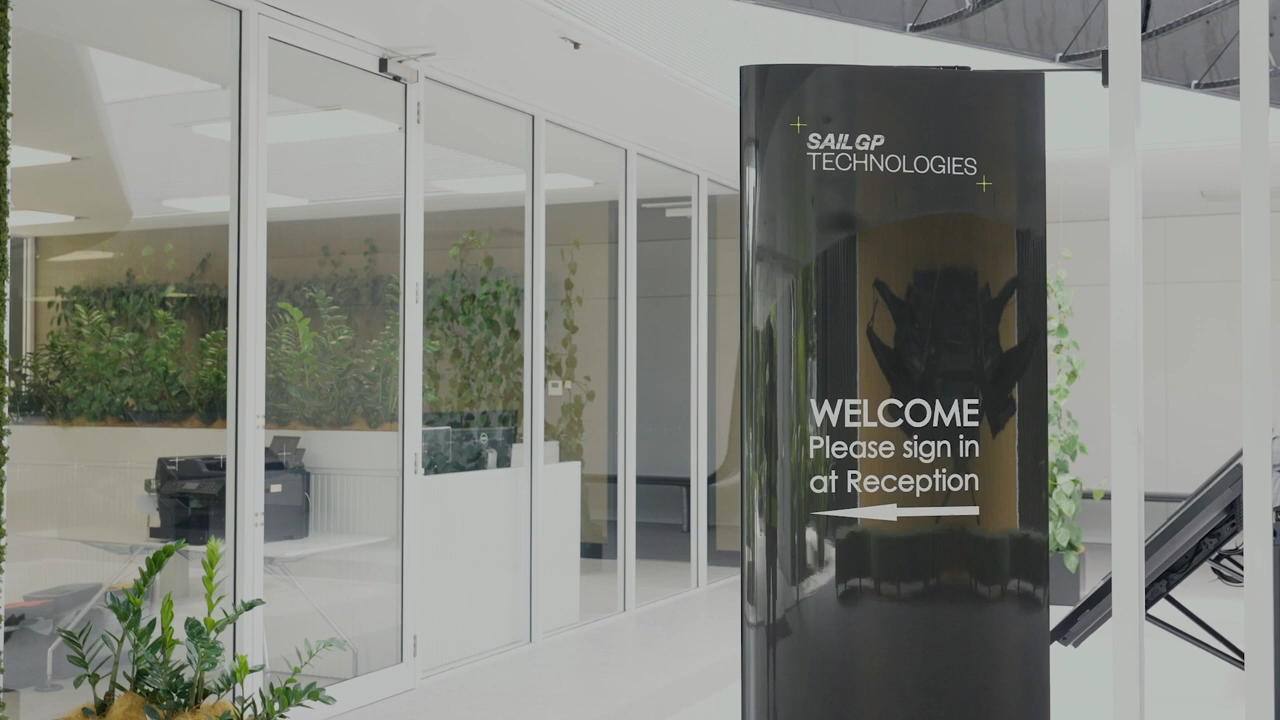 SAILGP
TECHNOLOGIES
WELCOME
Please sign in
at Reception